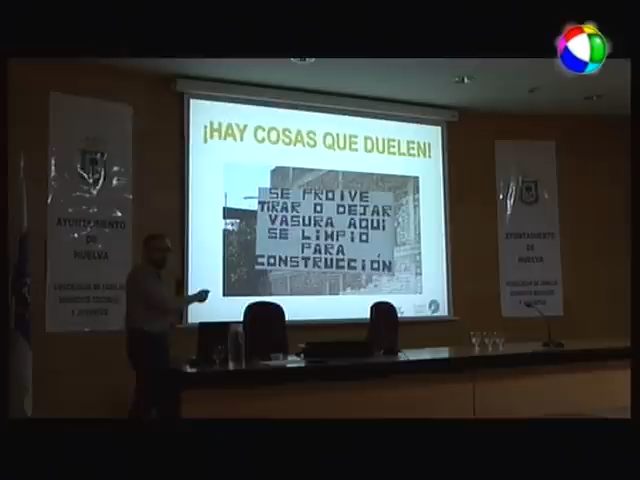 ¡HAY COSAS QUE DUELEN!
SE PROIVE
TIRAR O DEJAR
VASURA AQUI
SE LIMPIO
PARA
CONSTRUCCIÓN
AYUNTAMIENTO
DE
HUELVA
AYUNTAMIENTO
DE
HUELVA